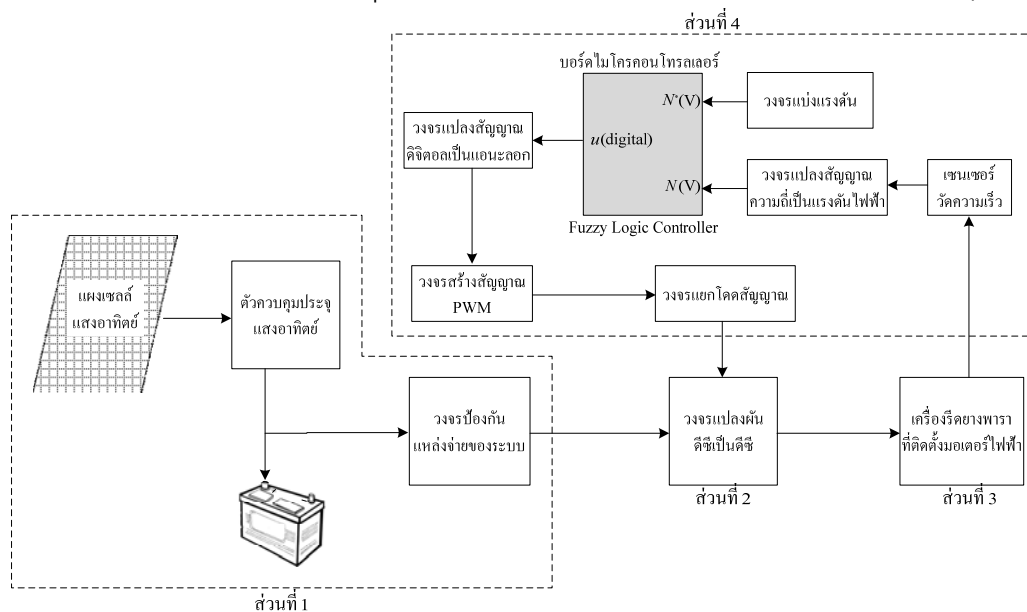 ส่วนที่ 4
บอร์ดไมโครคอนโทรลเลอร์
N*(V)
วงจรแบ่งแรงดัน
วงจรแปลงสัญญาณ
ดิจิตอลเป็นแอนะลอก
u(digital)
N(V)
วงจรแปลงสัญญาณ
ความถี่เป็นแรงดันไฟฟ้า
เซนเซอร์
วัดความเร็ว
Fuzzy Logic Controller
แผงเซลล์
แสงอาทิตย์
ตัวควบคุมประจุ
แสงอาทิตย์
วงจรสร้างสัญญาณ
PWM
วงจรแยกโดดสัญญาณ
วงจรป้องกัน
แหล่งจ่ายของระบบ
วงจรแปลงผัน
ดีซีเป็นดีซี
เครื่องรีดยางพารา
ที่ติดตั้งมอเตอร์ไฟฟ้า
ส่วนที่ 2
ส่วนที่ 3
ส่วนที่ 1